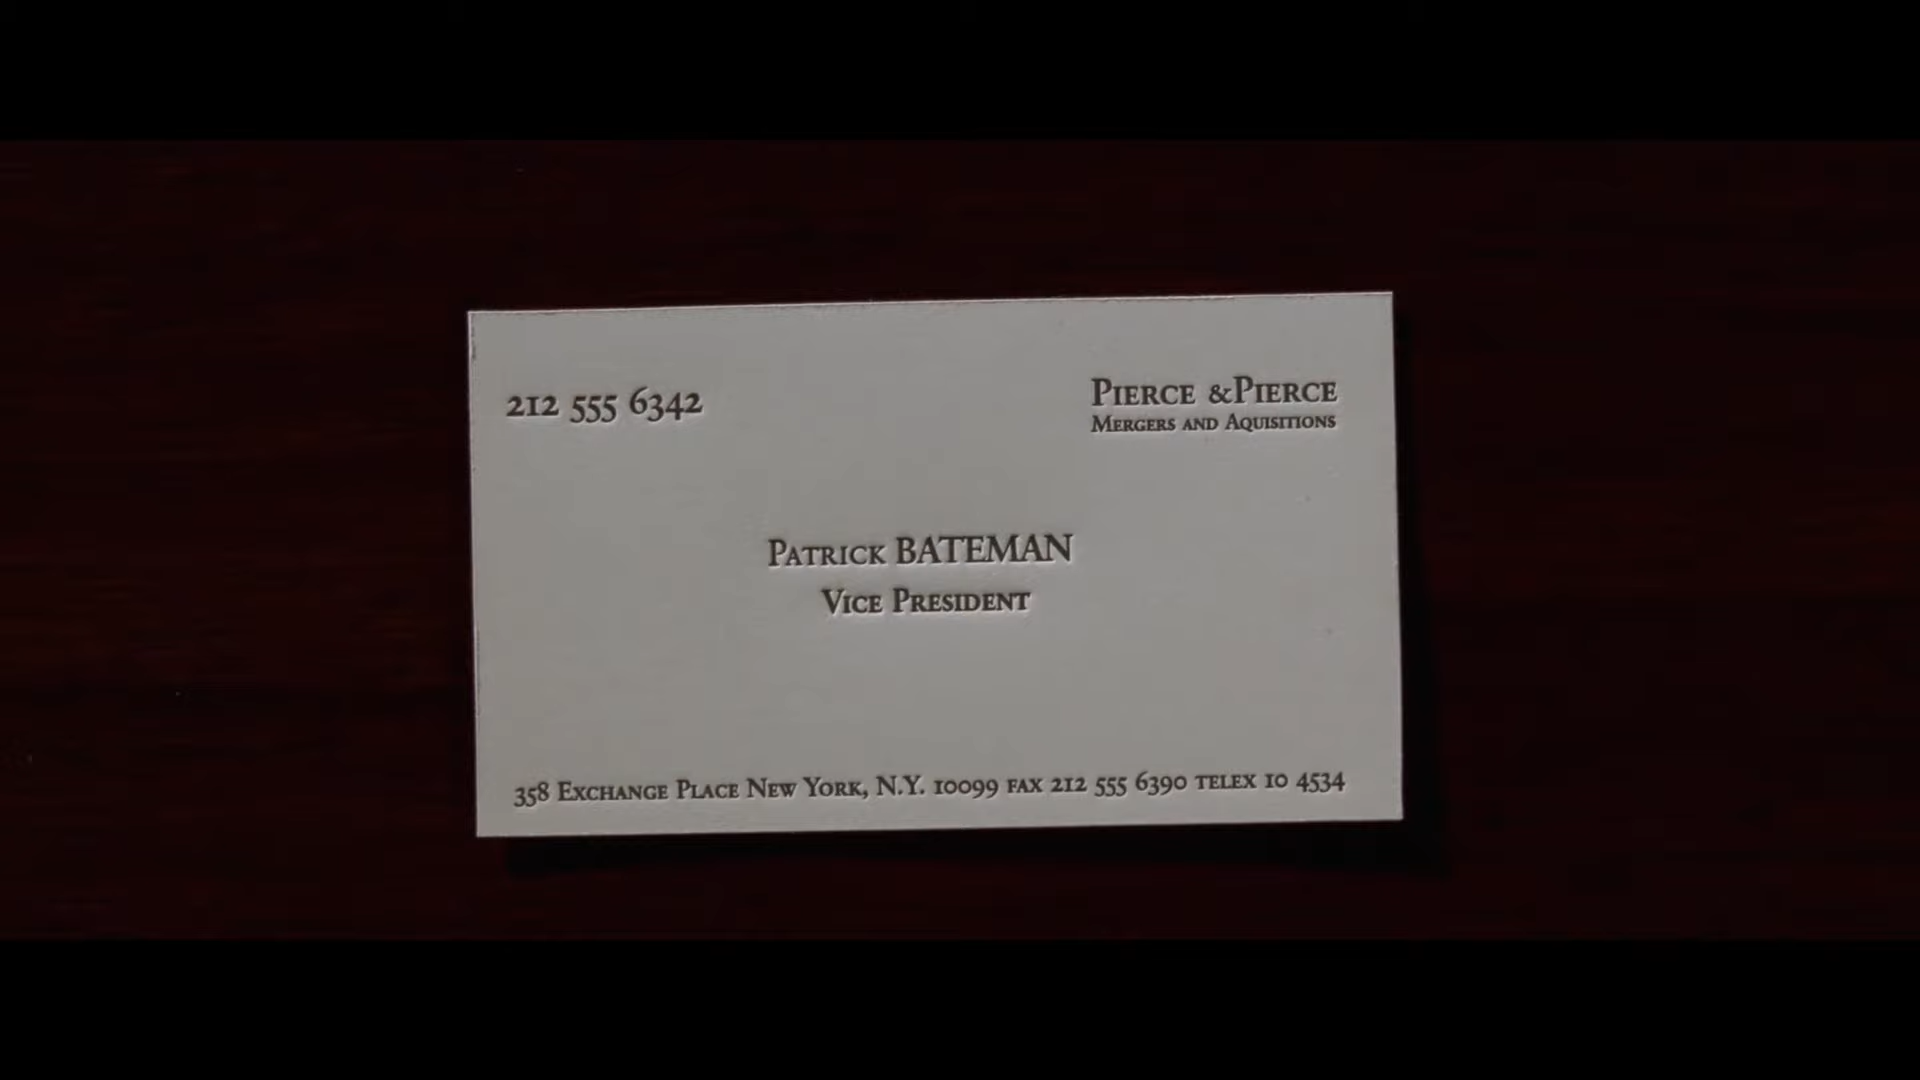 212 555 6342
PIERCE &PIERCE
MERGERS AND AQUISITIONS
PATRICK BATEMAN
VICE PRESIDENT
358 EXCHANGE PLACE NEW YORK, N.Y. 10099 FAX 212 555 6390 TELEX 10 4534